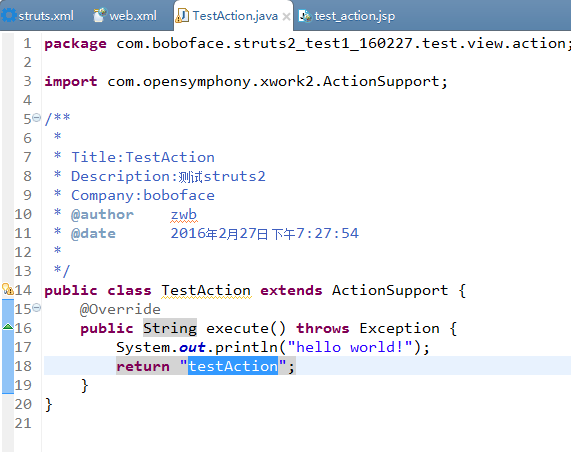 struts.xml web.xml TestAction.java test_action.jsp
1 package com.boboface.struts2_test1_160227.test.view.action;
2
3 import com.opensymphony.xwork2.ActionSupport;
4
5 /**
6 *
7 * Title:TestAction
8 * Description:测试struts2
9 * Company:boboface
10 * @author zwb
11 * @date 2016年2月27日 下午7:27:54
12 *
13 */
14 public class TestAction extends ActionSupport {
15 @Override
16 public String execute() throws Exception {
17 System.out.println("hello world!");
18 return "testAction";
19 }
20 }
21